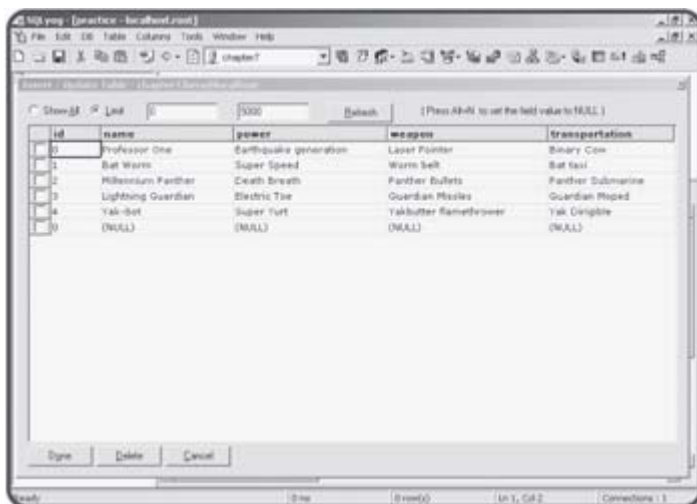 SQLyog - [practice - localhost.root]
File Edit DB Table Columns Tools Window Help
chapter7
Show All Limit 0 5000 Refresh (Press Alt+N to set the field value to NULL)
id name power weapon transportation
0 Professor One Earthquake generation Laser Pointer Binary Cow
1 Bat Worm Super Speed Worm belt Bat taxi
2 Millennium Panther Death Breath Panther Bullets Panther Submarine
3 Lightning Guardian Electric Toe Guardian Missles Guardian Moped
4 Yak-Bot Super Yurt Yakbutter flamethrower Yak Dirigible
0 (NULL) (NULL) (NULL) (NULL)
Done Delete Cancel
Ready 0 ms 0 row(s) Ln 1, Col 2 Connections : 1